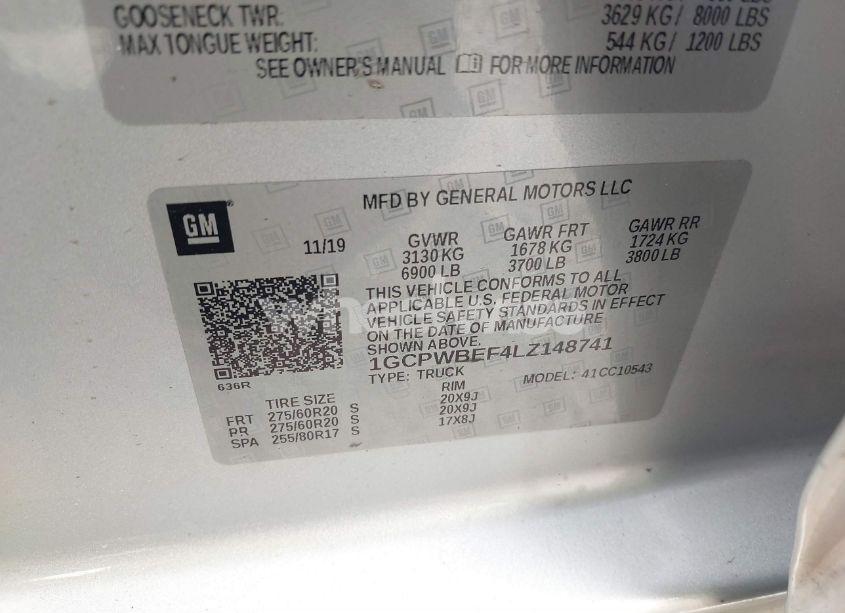 GOOSENECK TWR: 3629 KG/ 8000 LBS
MAX TONGUE WEIGHT: 544 KG/ 1200 LBS
SEE OWNER'S MANUAL FOR MORE INFORMATION
GM
MFD BY GENERAL MOTORS LLC
11/19 GVWR GAWR FRT GAWR RR
3130 KG 1678 KG 1724 KG
6900 LB 3700 LB 3800 LB
THIS VEHICLE CONFORMS TO ALL
APPLICABLE U.S. FEDERAL MOTOR
VEHICLE SAFETY STANDARDS IN EFFECT
ON THE DATE OF MANUFACTURE
SHOWN ABOVE.
1GCPWBEF4LZ148741
TYPE: TRUCK MODEL: 41CC10543
636R
TIRE SIZE RIM
FRT 275/60R20 S 20X9J
RR 275/60R20 S 20X9J
SPA 255/80R17 S 17X8J